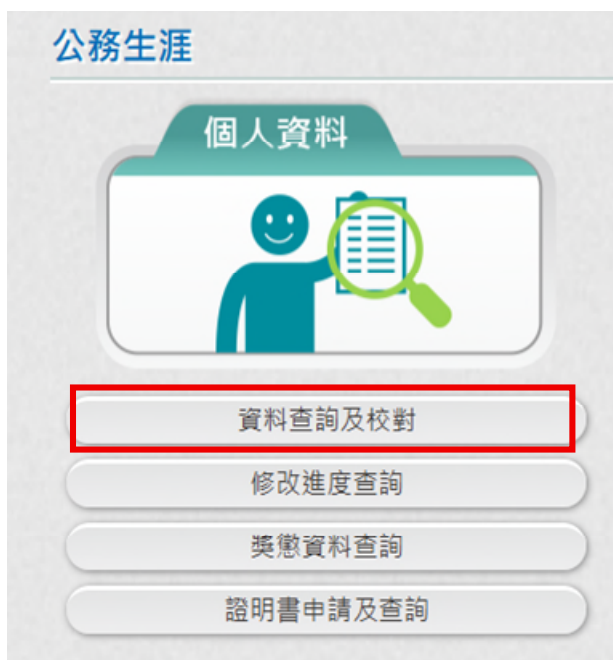 公務生涯
個人資料
資料查詢及校對
修改進度查詢
獎懲資料查詢
證明書申請及查詢